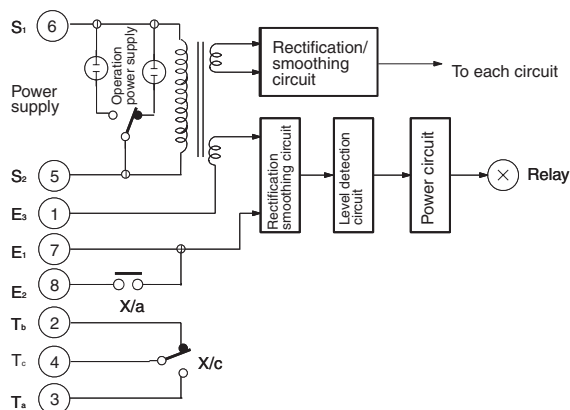 S₁ 6
Power supply
Operation power supply
Rectification/
smoothing
circuit
To each circuit
S₂ 5
E₃ 1
Rectification
smoothing circuit
Level detection
circuit
Power circuit
Relay
E₁ 7
E₂ 8
X/a
Tb 2
Tc 4
X/c
Ta 3